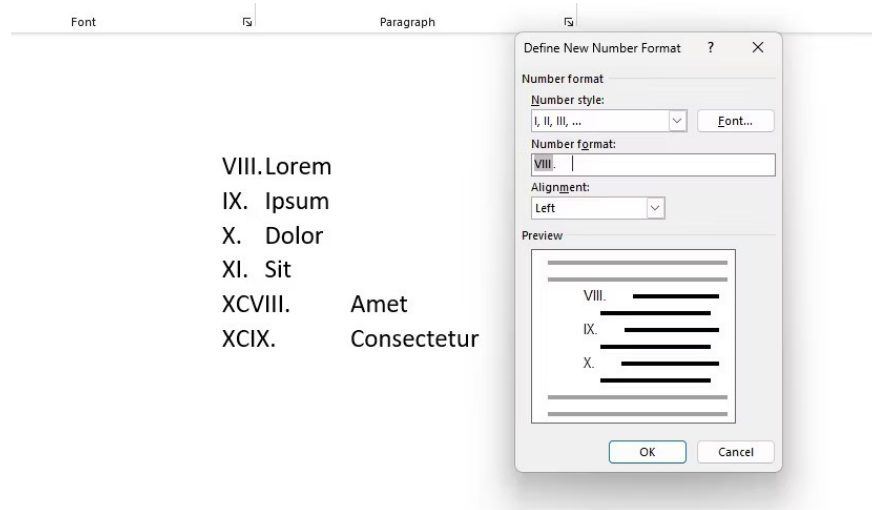 Font Paragraph
Define New Number Format ? X
Number format
Number style:
I, II, III, ...
Font...
Number format:
VIII.
Alignment:
Left
Preview
VIII.
IX.
X.
OK Cancel
VIII. Lorem
IX. Ipsum
X. Dolor
XI. Sit
XCVIII. Amet
XCIX. Consectetur